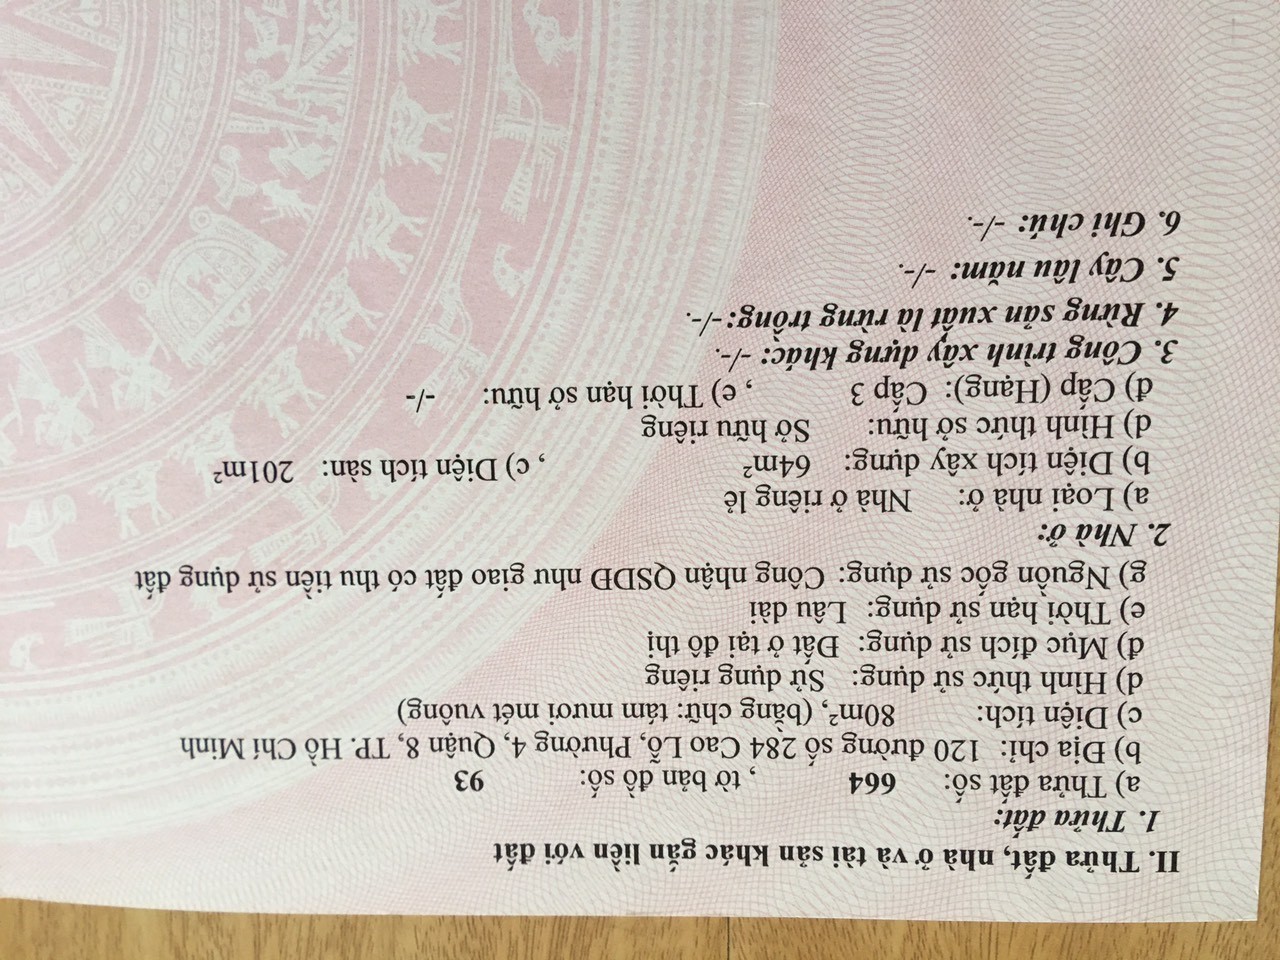 II. Thửa đất, nhà ở và tài sản khác gắn liền với đất
1. Thửa đất:
a) Thửa đất số: 664 , tờ bản đồ số: 93
b) Địa chỉ: 120 đường số 284 Cao Lỗ, Phường 4, Quận 8, TP. Hồ Chí Minh
c) Diện tích: 80m², (bằng chữ: tám mươi mét vuông)
d) Hình thức sử dụng: Sử dụng riêng
đ) Mục đích sử dụng: Đất ở tại đô thị
e) Thời hạn sử dụng: Lâu dài
g) Nguồn gốc sử dụng: Công nhận QSDĐ như giao đất có thu tiền sử dụng đất
2. Nhà ở:
a) Loại nhà ở: Nhà ở riêng lẻ
b) Diện tích xây dựng: 64m² , c) Diện tích sàn: 201m²
d) Hình thức sở hữu: Sở hữu riêng
đ) Cấp (Hạng): Cấp 3 , e) Thời hạn sở hữu: -/-
3. Công trình xây dựng khác: -/-.
4. Rừng sản xuất là rừng trồng:-/-.
5. Cây lâu năm: -/-.
6. Ghi chú: -/-.